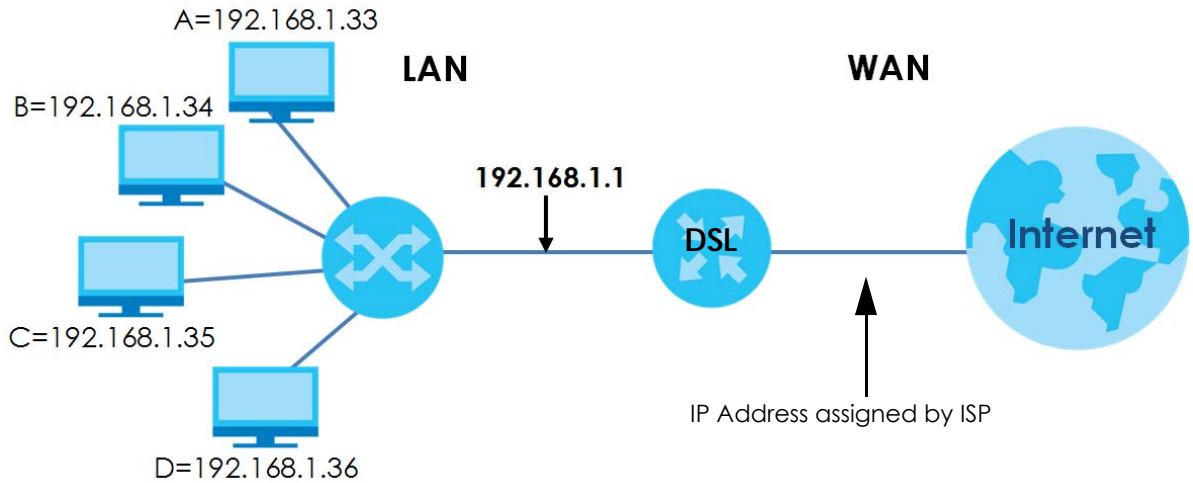 A=192.168.1.33
LAN
WAN
B=192.168.1.34
192.168.1.1
DSL
Internet
C=192.168.1.35
IP Address assigned by ISP
D=192.168.1.36